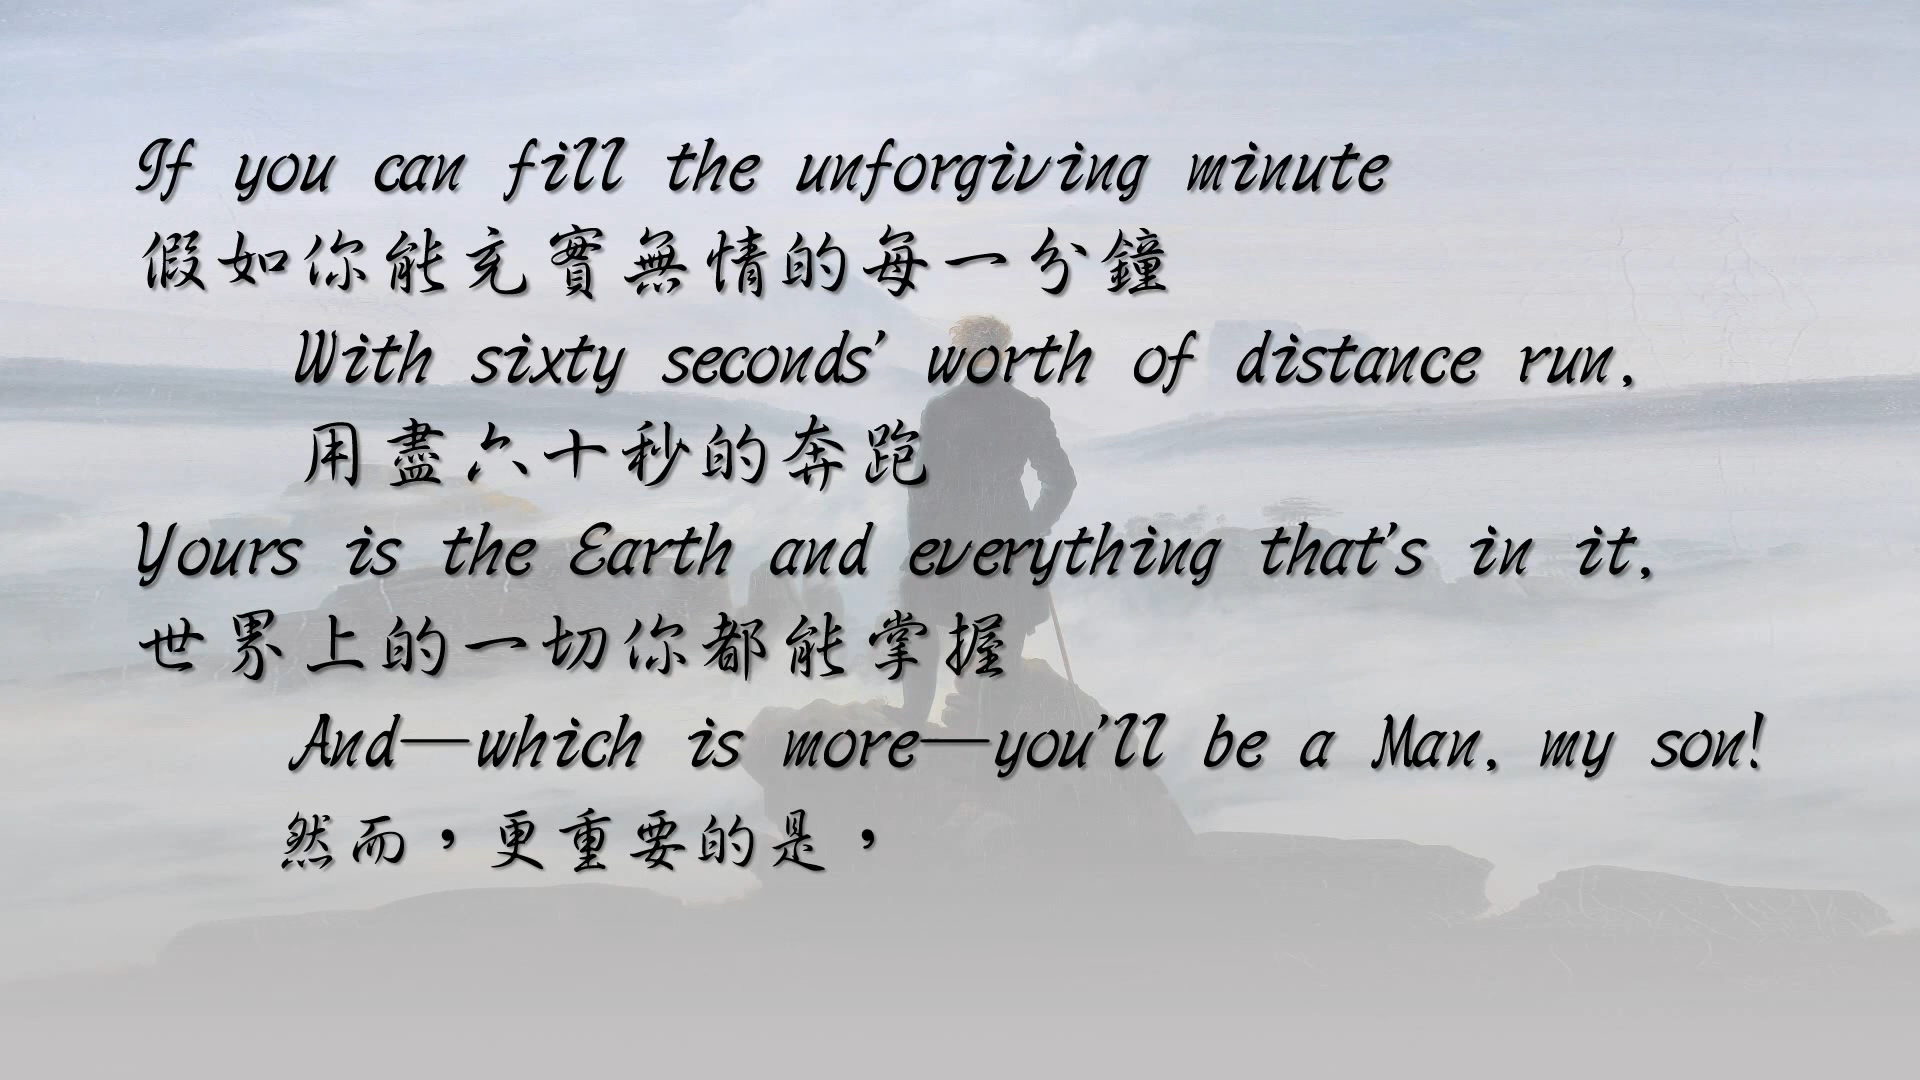 If you can fill the unforgiving minute
假如你能充實無情的每一分鐘
With sixty seconds' worth of distance run,
用盡六十秒的奔跑
Yours is the Earth and everything that's in it,
世界上的一切你都能掌握
And—which is more—you'll be a Man, my son!
然而，更重要的是，